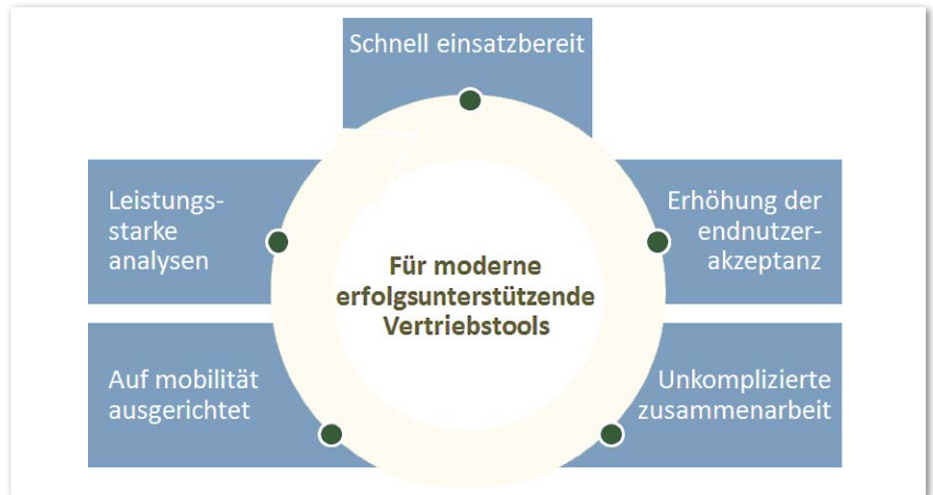 Schnell einsatzbereit
Leistungs-
starke
analysen
Erhöhung der
endnutzer-
akzeptanz
Für moderne
erfolgsunterstützende
Vertriebstools
Auf mobilität
ausgerichtet
Unkomplizierte
zusammenarbeit